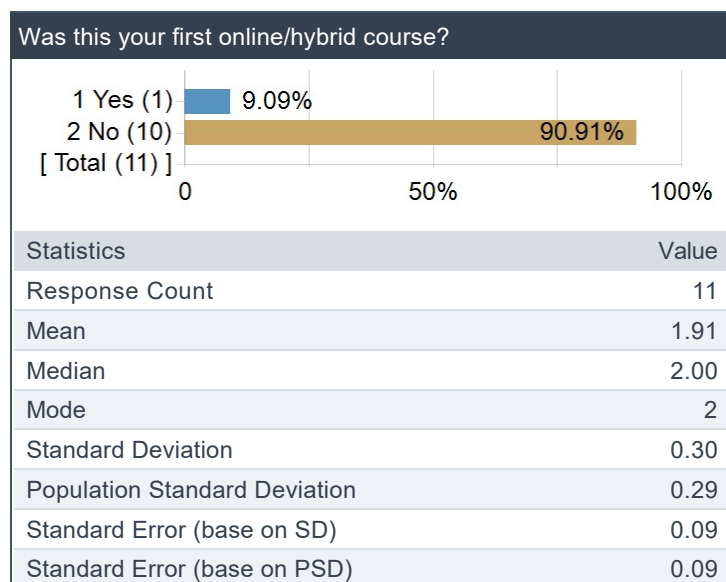 Was this your first online/hybrid course?
1 Yes (1) 9.09%
2 No (10) 90.91%
[ Total (11) ]
0 50% 100%
Statistics Value
Response Count 11
Mean 1.91
Median 2.00
Mode 2
Standard Deviation 0.30
Population Standard Deviation 0.29
Standard Error (base on SD) 0.09
Standard Error (base on PSD) 0.09